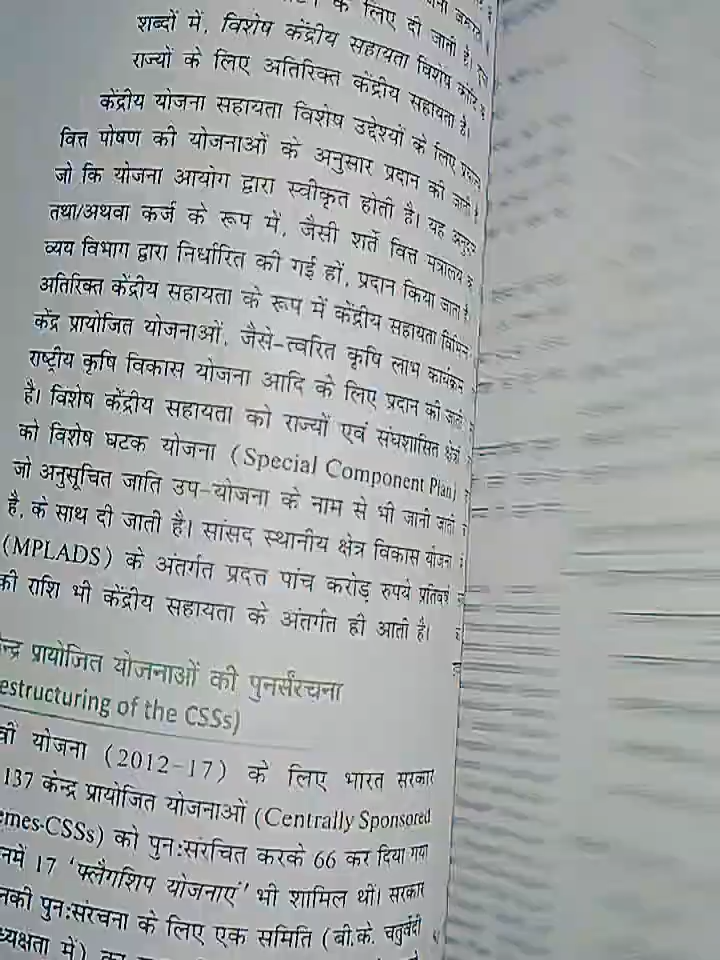 के लिए दी जाती है।
शब्दों में, विशेष केंद्रीय सहायता विशेष कोटि के
राज्यों के लिए अतिरिक्त केंद्रीय सहायता है।
केंद्रीय योजना सहायता विशेष उद्देश्यों के लिए
वित्त पोषण की योजनाओं के अनुसार प्रदान की जाती है
जो कि योजना आयोग द्वारा स्वीकृत होती है। यह अनुदान
तथा/अथवा कर्ज के रूप में, जैसी शर्तें वित्त मंत्रालय के
व्यय विभाग द्वारा निर्धारित की गई हों, प्रदान किया जाता है।
अतिरिक्त केंद्रीय सहायता के रूप में केंद्रीय सहायता विभिन्न
केंद्र प्रायोजित योजनाओं, जैसे-त्वरित कृषि लाभ कार्यक्रम
राष्ट्रीय कृषि विकास योजना आदि के लिए प्रदान की जाती
है। विशेष केंद्रीय सहायता को राज्यों एवं संघशासित क्षेत्रों
को विशेष घटक योजना (Special Component Plan)
जो अनुसूचित जाति उप-योजना के नाम से भी जानी जाती
है, के साथ दी जाती है। सांसद स्थानीय क्षेत्र विकास योजना
(MPLADS) के अंतर्गत प्रदत्त पांच करोड़ रुपये प्रतिवर्ष
की राशि भी केंद्रीय सहायता के अंतर्गत ही आती है।
न्द्र प्रायोजित योजनाओं की पुनर्संरचना
estructuring of the CSSs)
वीं योजना (2012-17) के लिए भारत सरकार
137 केन्द्र प्रायोजित योजनाओं (Centrally Sponsored
emes-CSSs) को पुन:संरचित करके 66 कर दिया गया
नमें 17 'फ्लैगशिप योजनाएं' भी शामिल थीं। सरकार
नकी पुन:संरचना के लिए एक समिति (बी.के. चतुर्वेदी
ध्यक्षता में)